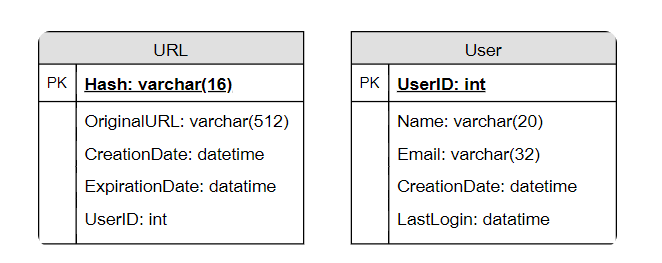 URL
PK Hash: varchar(16)
OriginalURL: varchar(512)
CreationDate: datetime
ExpirationDate: datatime
UserID: int
User
PK UserID: int
Name: varchar(20)
Email: varchar(32)
CreationDate: datetime
LastLogin: datatime